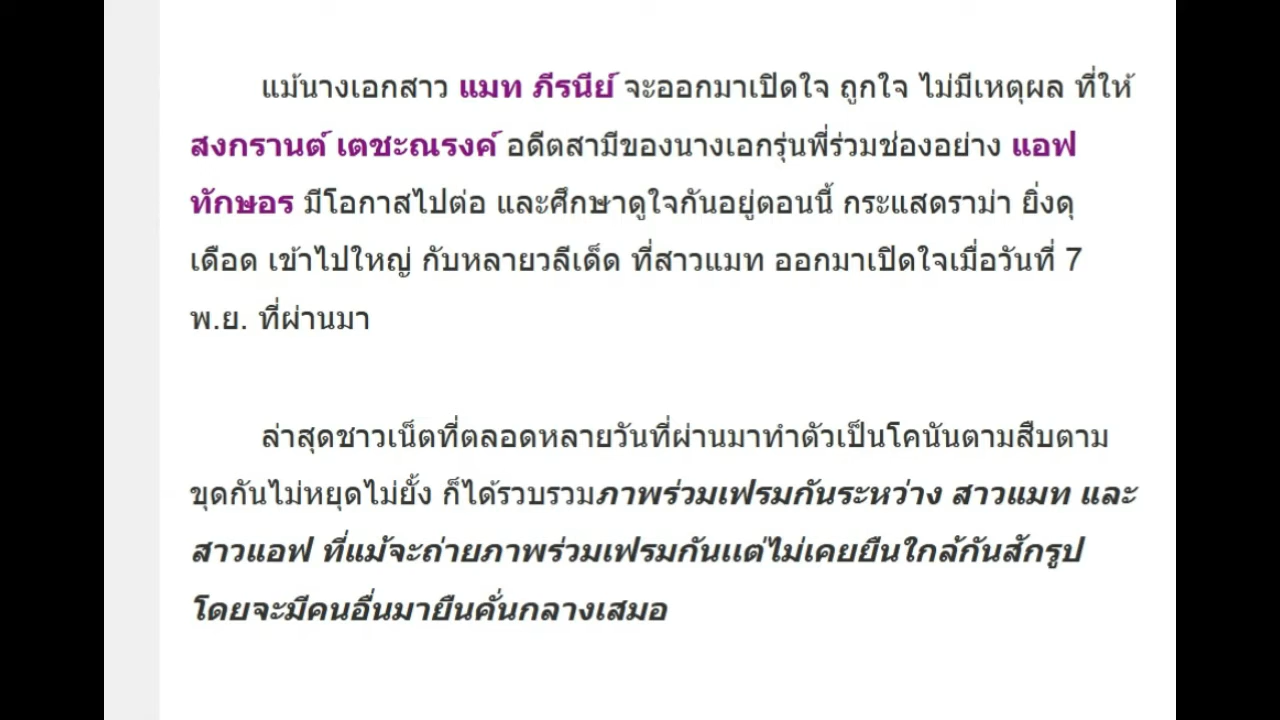 แม้นางเอกสาว แมท ภีรนีย์ จะออกมาเปิดใจ ถูกใจ ไม่มีเหตุผล ที่ให้
สงกรานต์ เตชะณรงค์ อดีตสามีของนางเอกรุ่นพี่ร่วมช่องอย่าง แอฟ
ทักษอร มีโอกาสไปต่อ และศึกษาดูใจกันอยู่ตอนนี้ กระแสดราม่า ยิ่งดุ
เดือด เข้าไปใหญ่ กับหลายวลีเด็ด ที่สาวแมท ออกมาเปิดใจเมื่อวันที่ 7
พ.ย. ที่ผ่านมา
ล่าสุดชาวเน็ตที่ตลอดหลายวันที่ผ่านมาทำตัวเป็นโคนันตามสืบตาม
ขุดกันไม่หยุดไม่ยั้ง ก็ได้รวบรวมภาพร่วมเฟรมกันระหว่าง สาวแมท และ
สาวแอฟ ที่แม้จะถ่ายภาพร่วมเฟรมกันแต่ไม่เคยยืนใกล้กันสักรูป
โดยจะมีคนอื่นมายืนคั่นกลางเสมอ